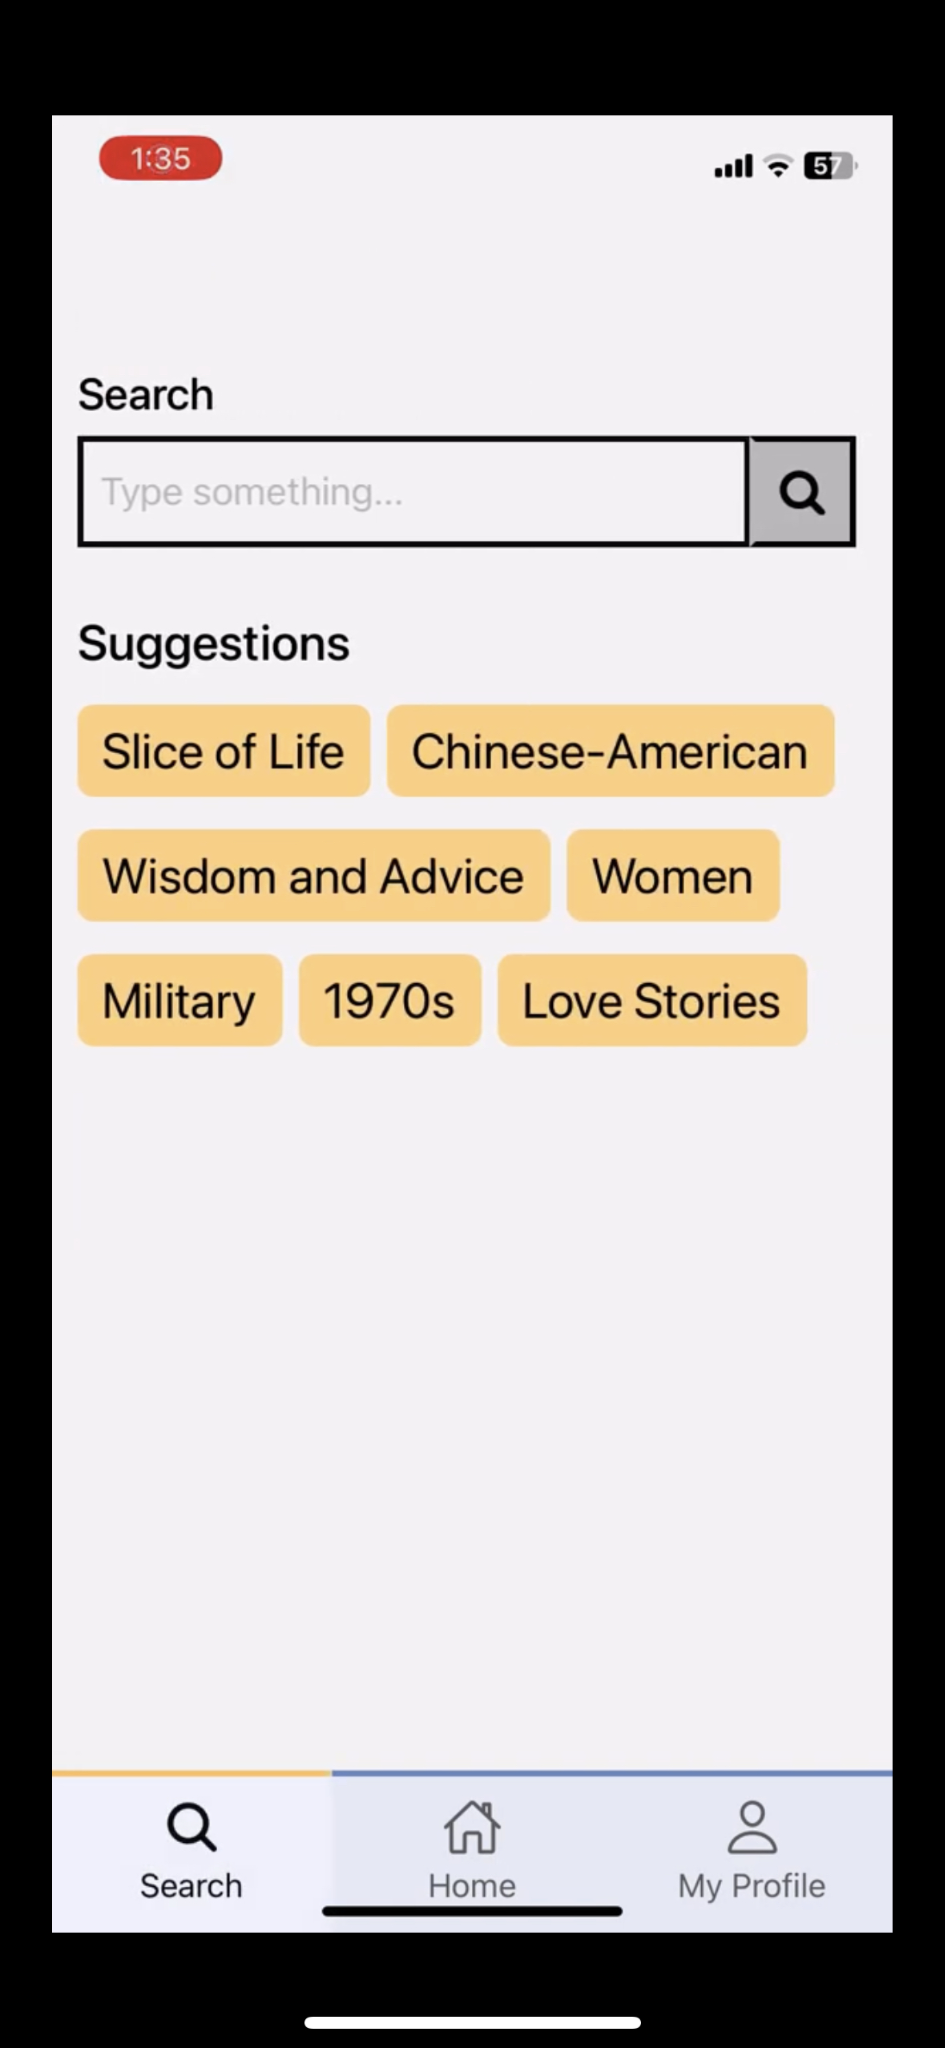 1:35
57
Search
Type something...
Suggestions
Slice of Life Chinese-American
Wisdom and Advice Women
Military 1970s Love Stories
Search Home My Profile